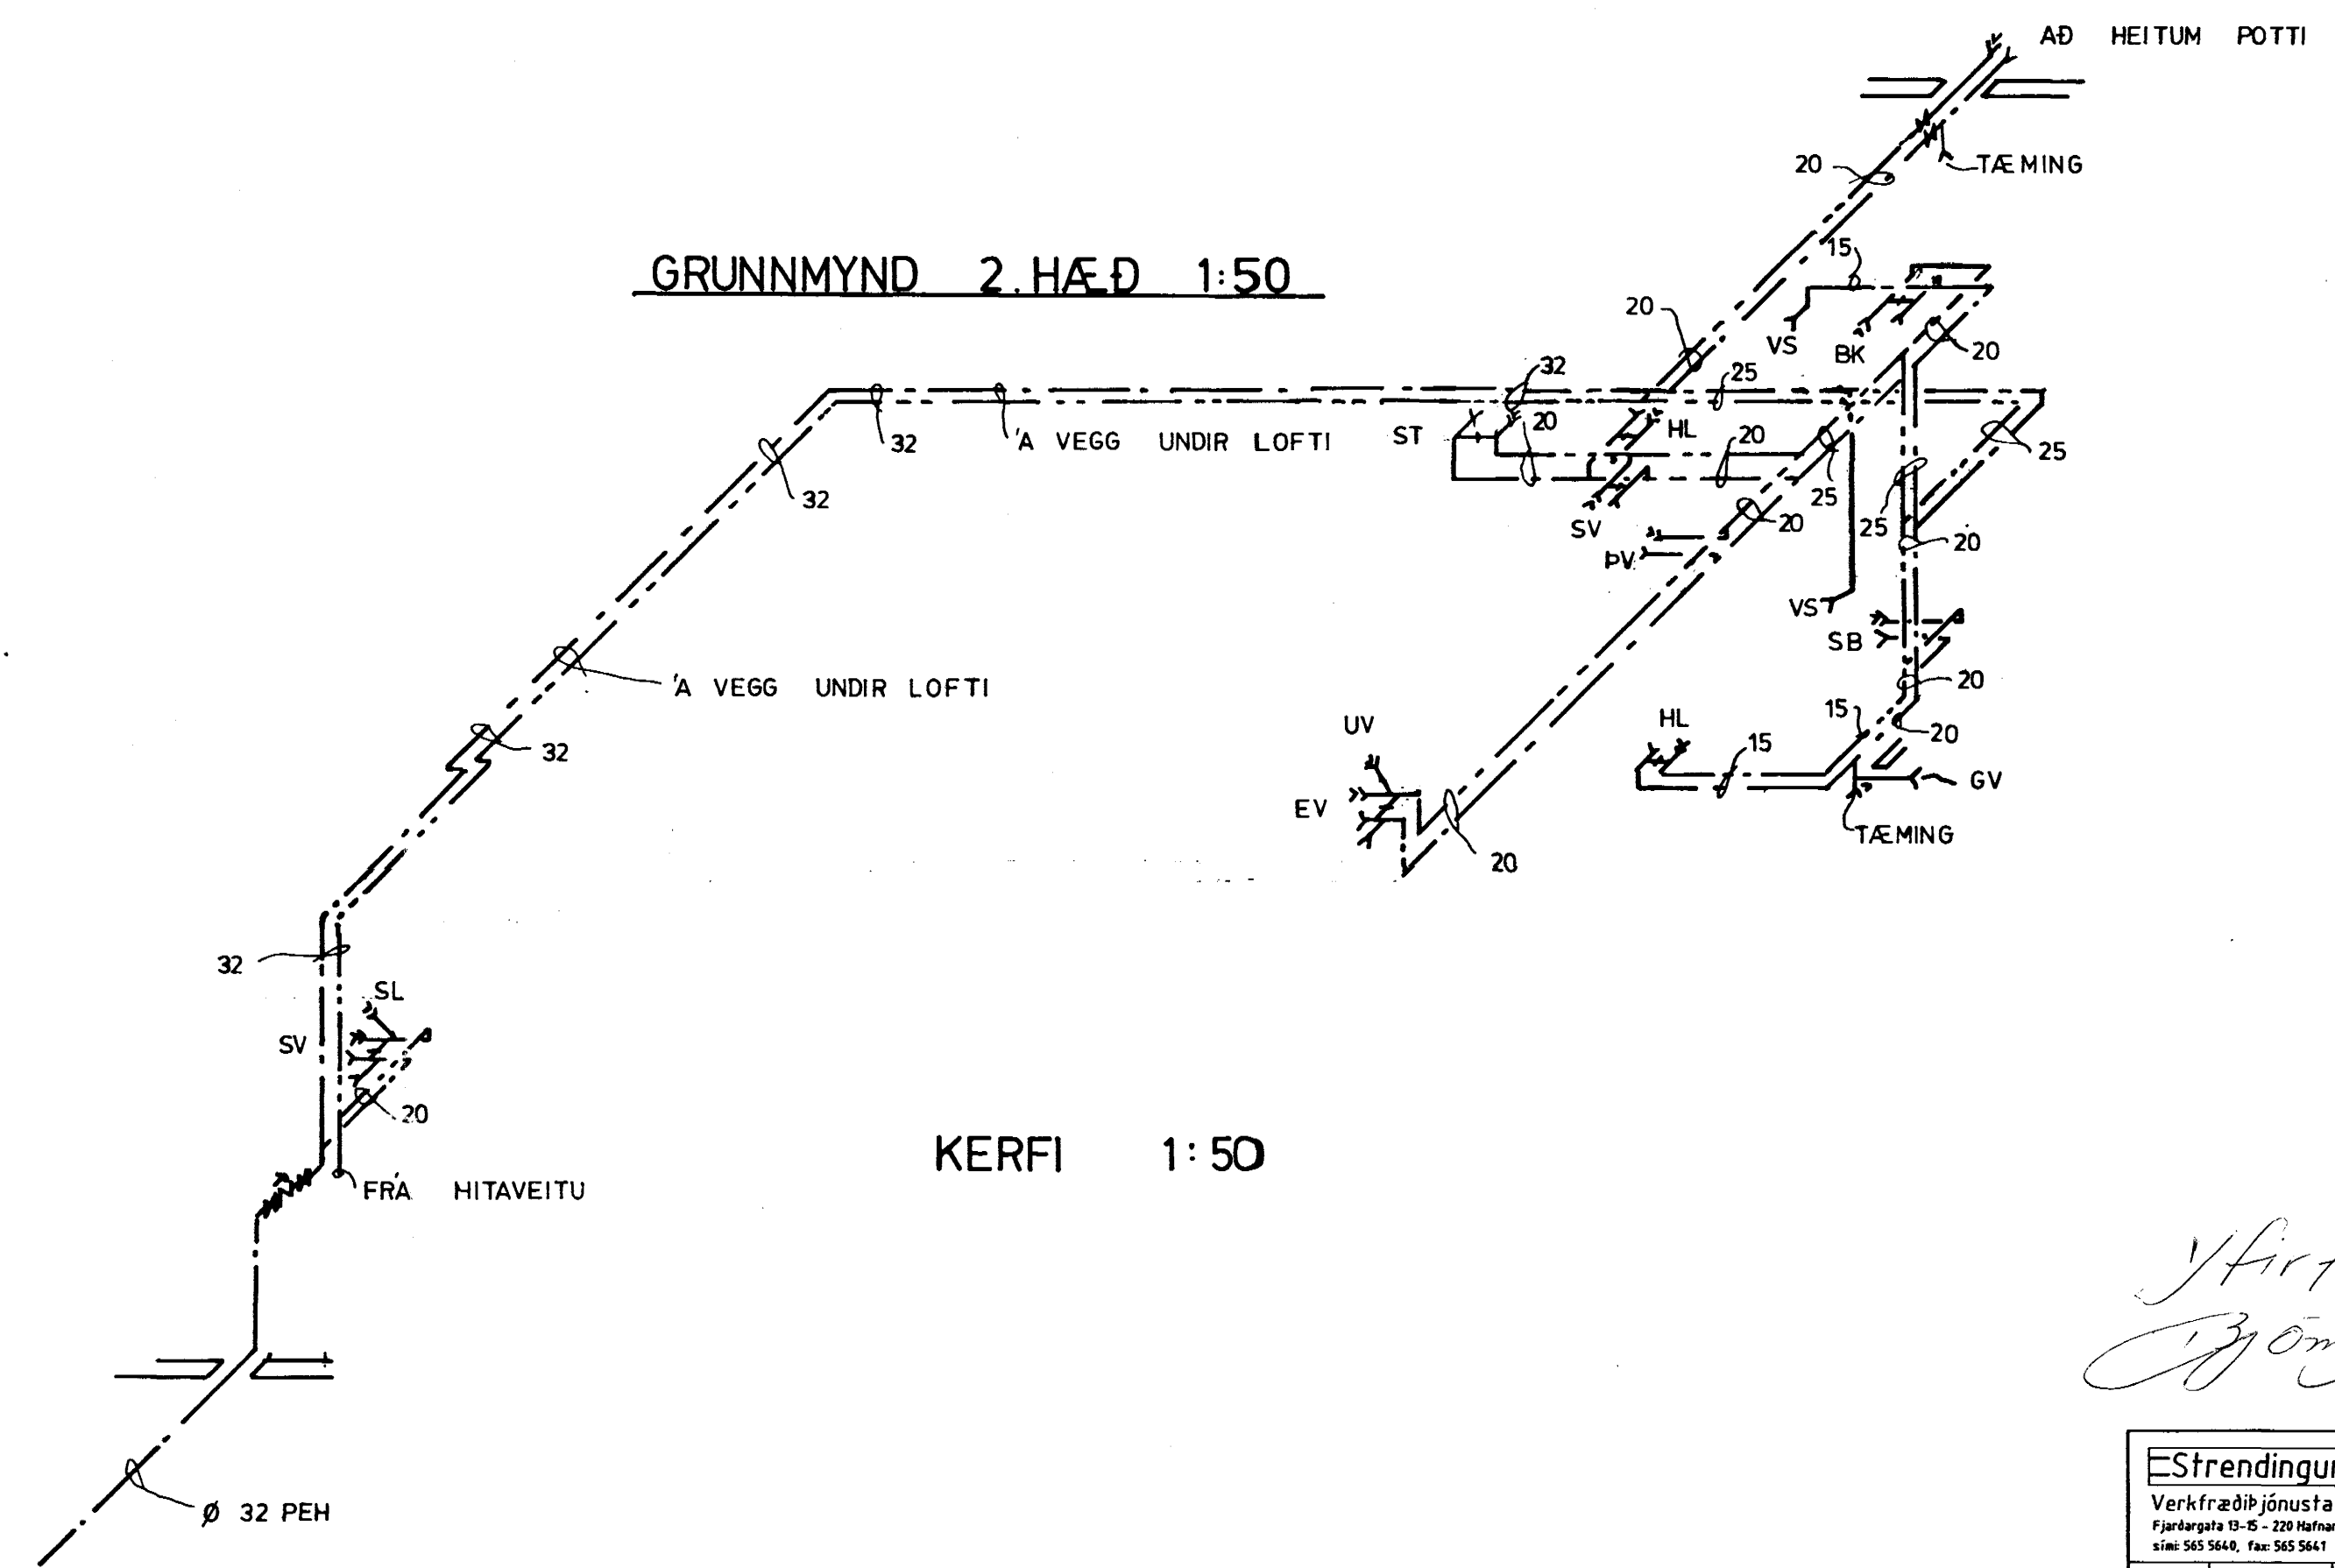 AÐ HEITUM POTTI
20
TÆMING
GRUNNMYND 2.HÆÐ 1:50
15
20
VS
BK
20
32
25
32
'A VEGG UNDIR LOFTI
ST
20
HL
20
25
32
25
25
SV
20
20
ÞV
VS
SB
'A VEGG UNDIR LOFTI
20
UV
HL
15
20
32
15
EV
GV
TÆMING
20
32
SL
SV
20
KERFI 1:50
FRÁ HITAVEITU
Ø 32 PEH
Strendingur
Verkfræðiþjónusta
Fjarðargata 13-15 - 220
sími: 565 5640, fax: 565 5641